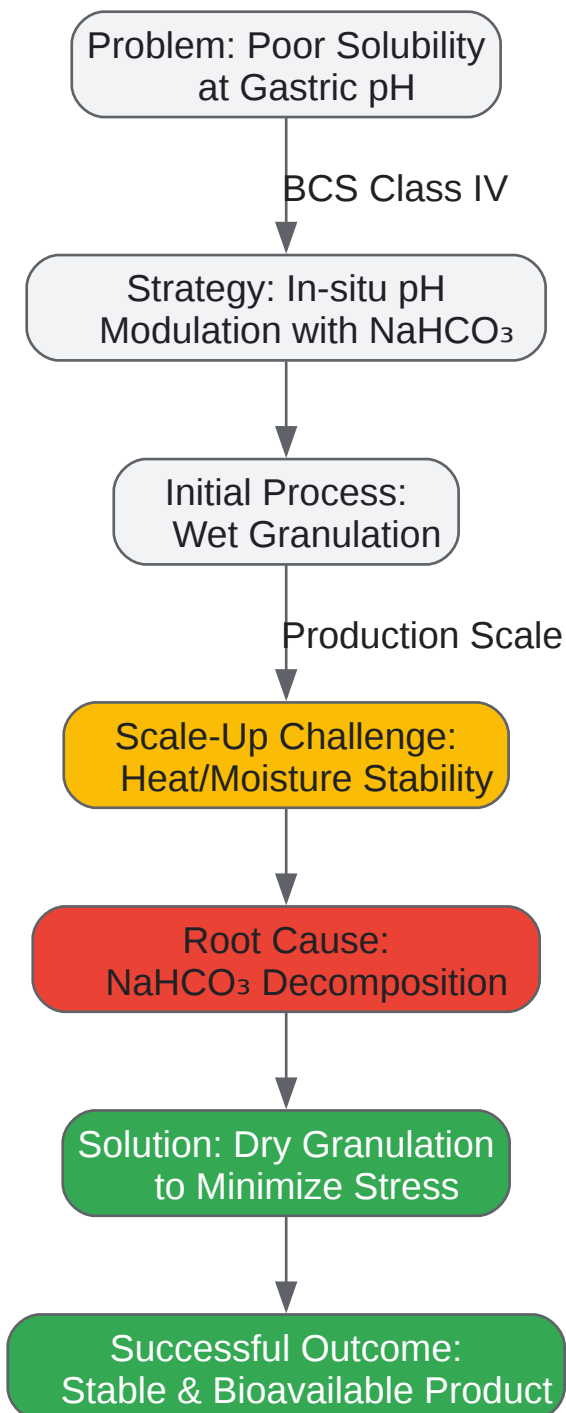 Problem: Poor Solubility
at Gastric pH
BCS Class IV
Strategy: In-situ pH
Modulation with NaHCO₃
Initial Process:
Wet Granulation
Production Scale
Scale-Up Challenge:
Heat/Moisture Stability
Root Cause:
NaHCO₃ Decomposition
Solution: Dry Granulation
to Minimize Stress
Successful Outcome:
Stable & Bioavailable Product